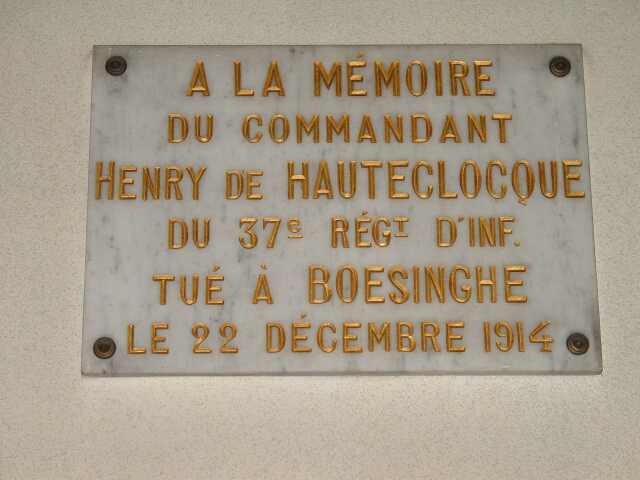 A LA MÉMOIRE
DU COMMANDANT
HENRY DE HAUTECLOCQUE
DU 37E RÉGT D'INF.
TUÉ À BOESINGHE
LE 22 DÉCEMBRE 1914